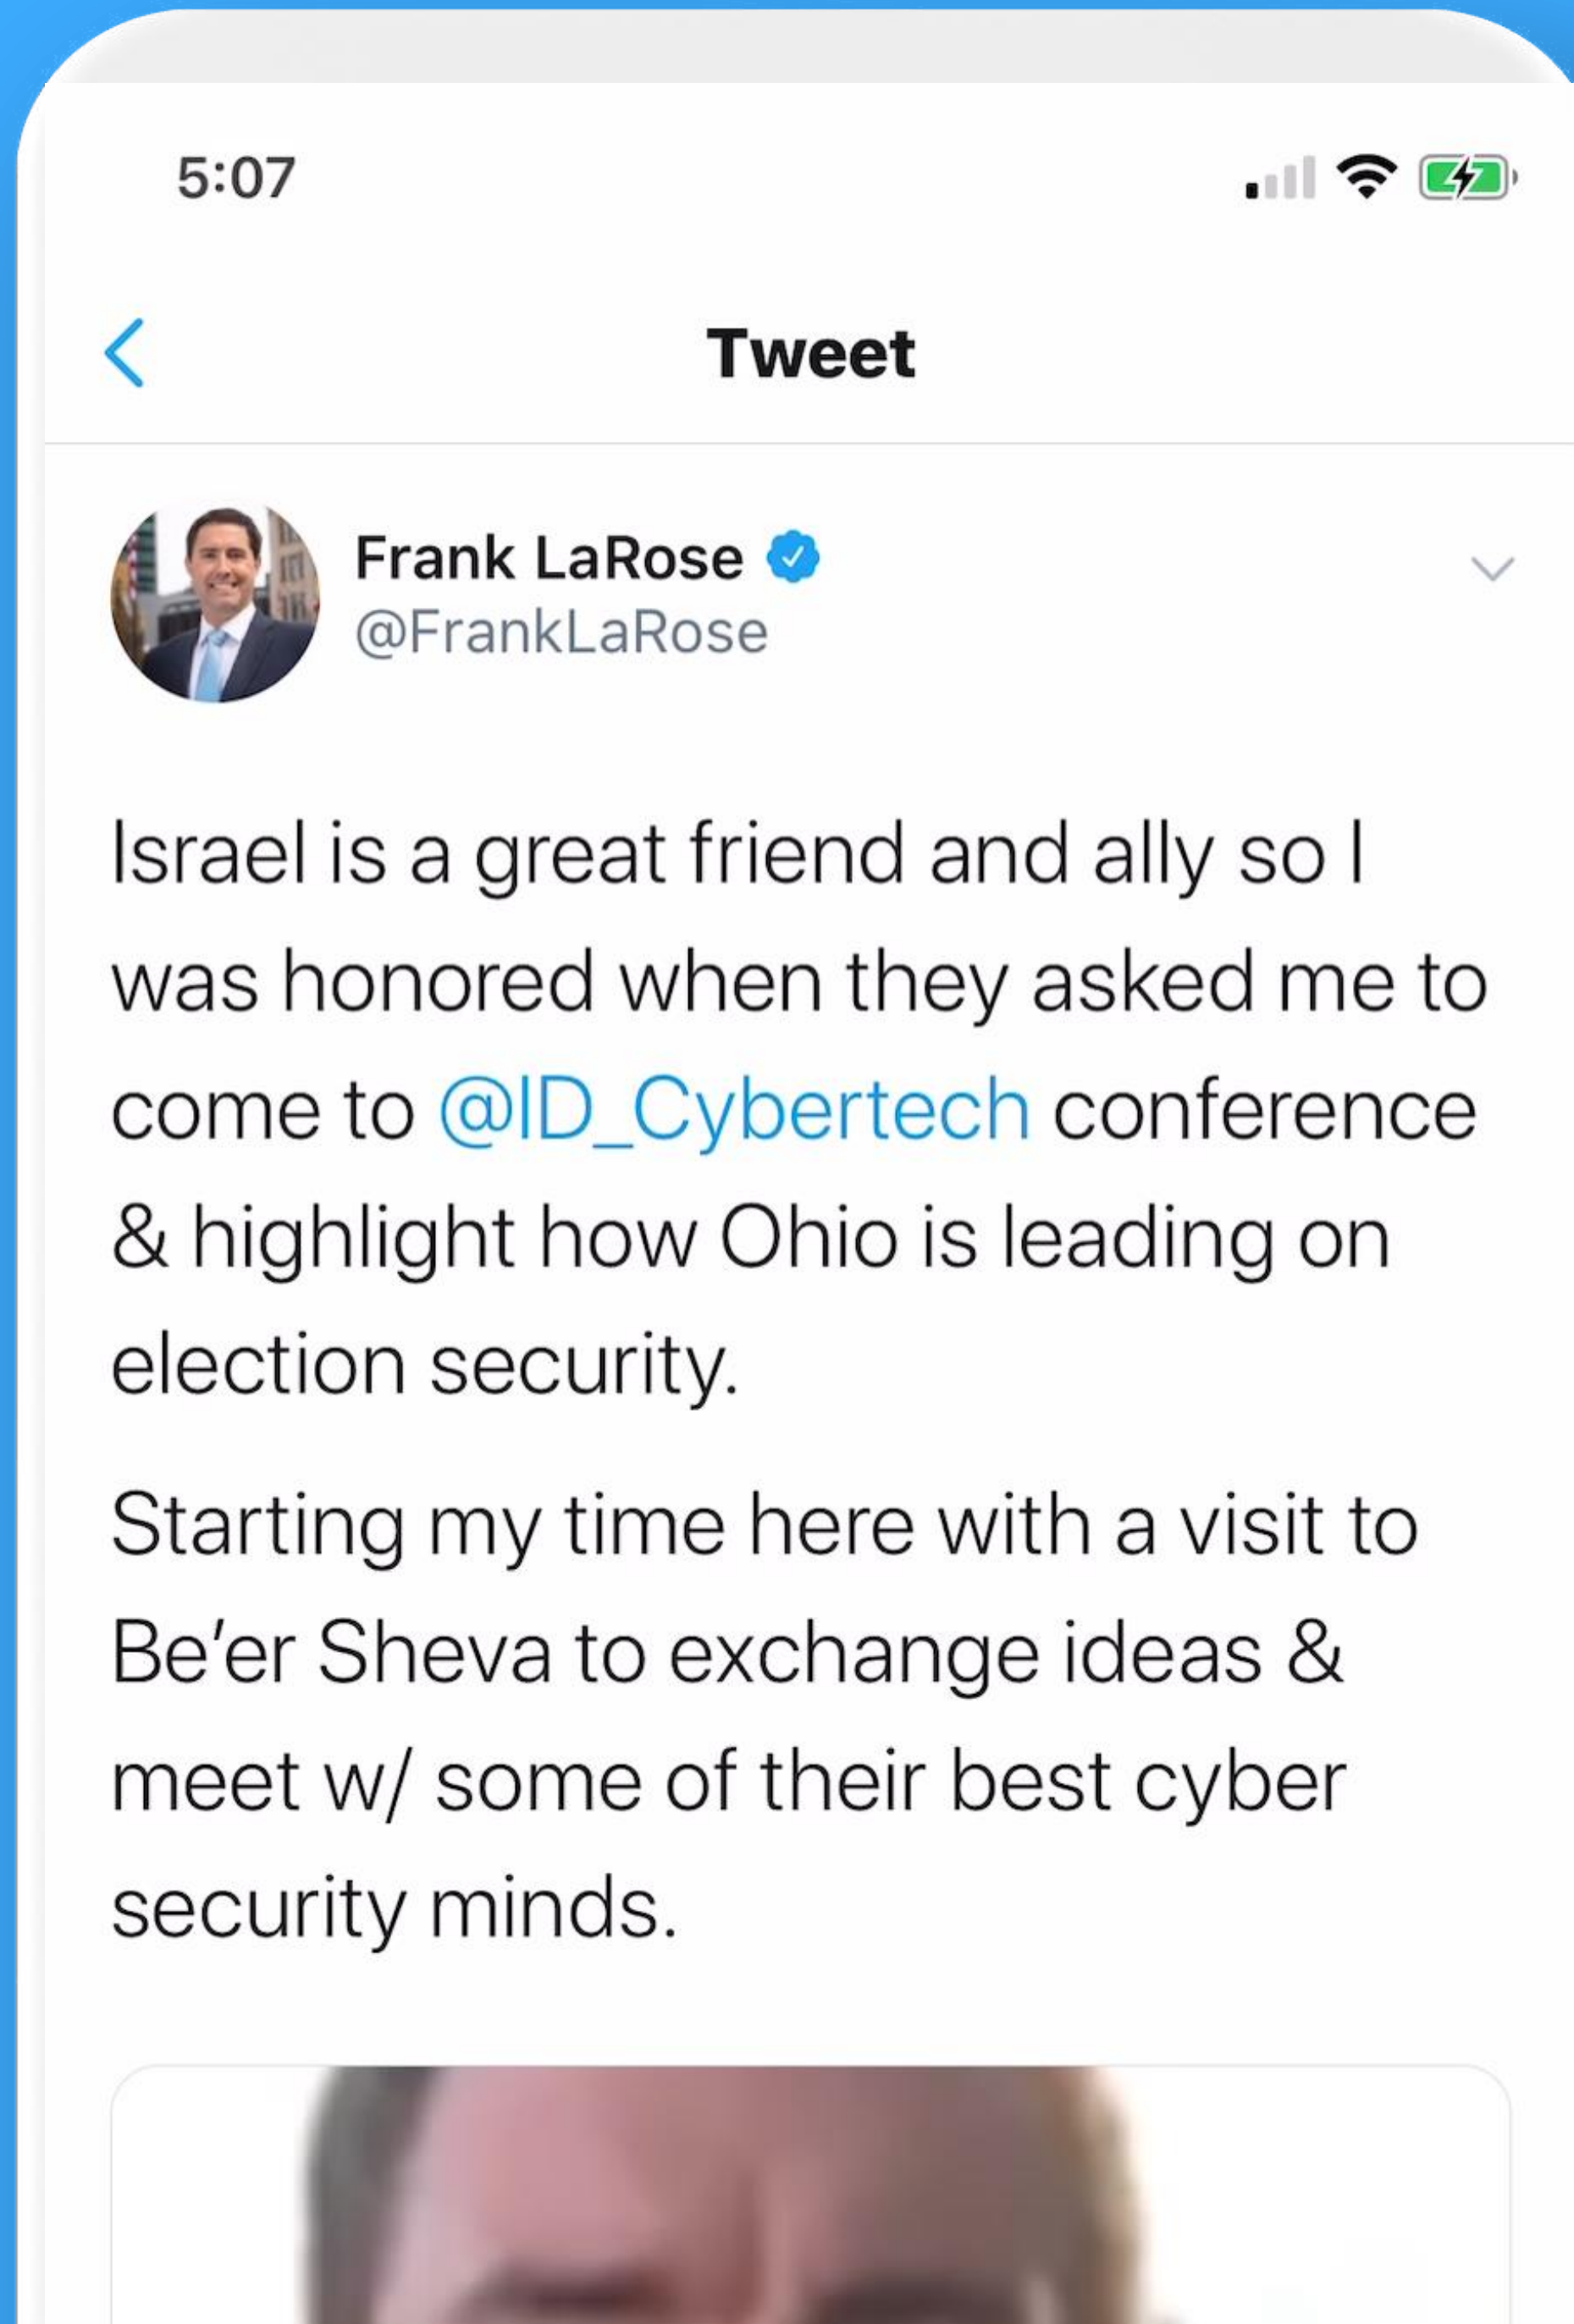 5:07
Tweet
Frank LaRose
@FrankLaRose
Israel is a great friend and ally so I
was honored when they asked me to
come to @ID_Cybertech conference
& highlight how Ohio is leading on
election security.
Starting my time here with a visit to
Be’er Sheva to exchange ideas &
meet w/ some of their best cyber
security minds.